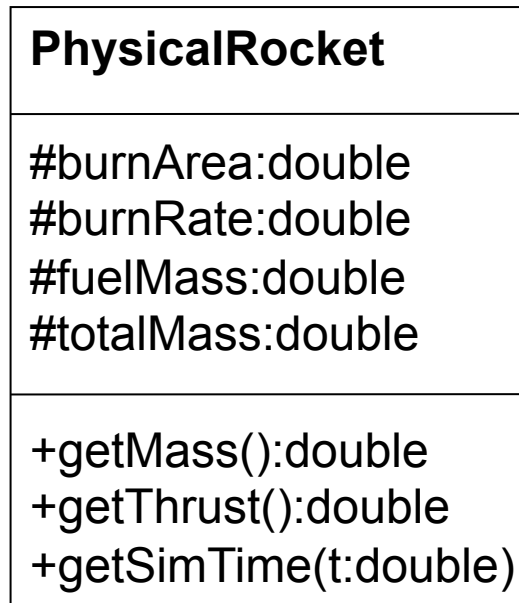 PhysicalRocket
#burnArea:double
#burnRate:double
#fuelMass:double
#totalMass:double
+getMass():double
+getThrust():double
+getSimTime(t:double)